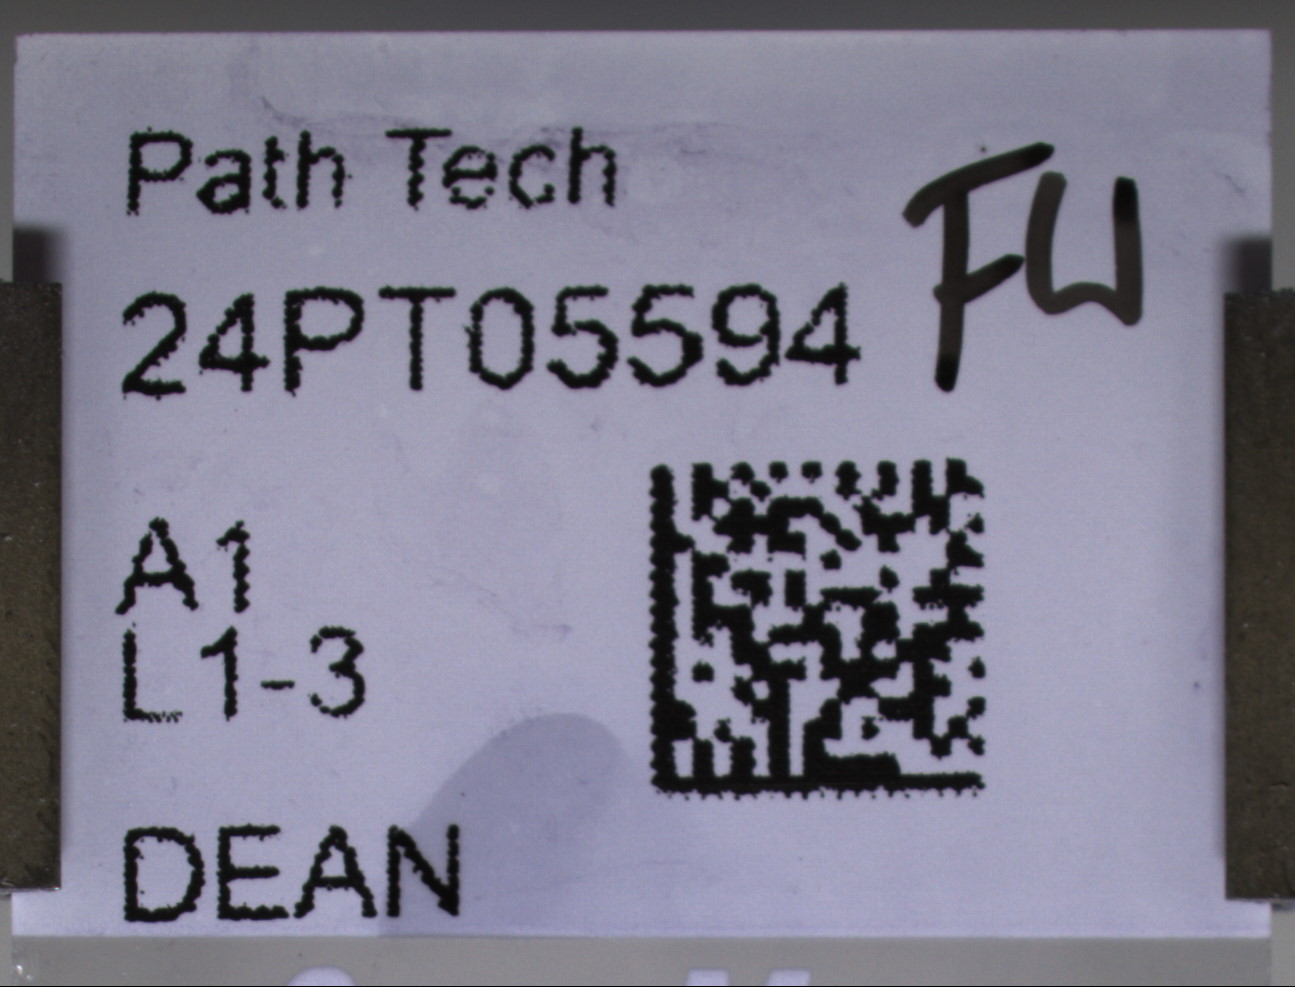 Path Tech
FW
24PT05594
A1
L1-3
DEAN